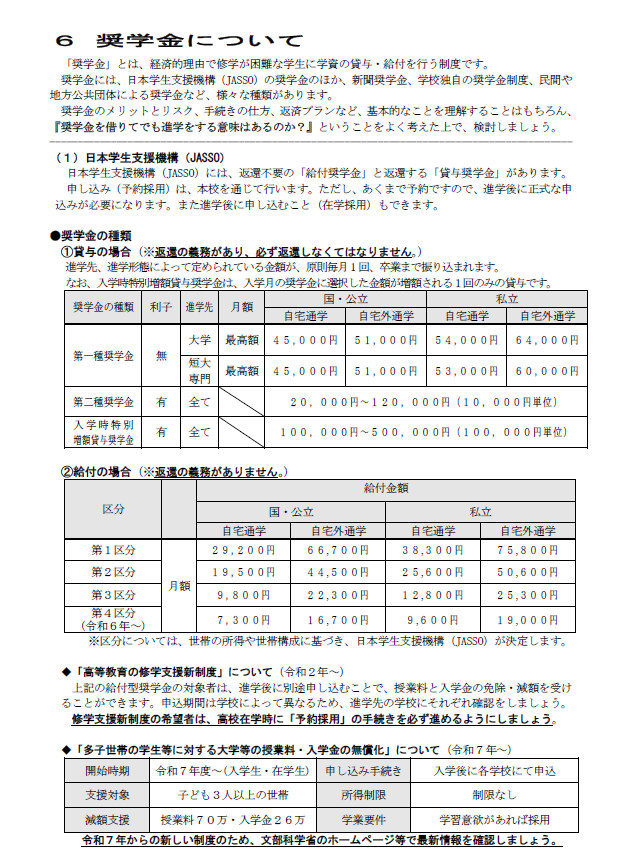 ６　奨学金について
「奨学金」とは、経済的理由で修学が困難な学生に学資の貸与・給付を行う制度です。
奨学金には、日本学生支援機構（JASSO）の奨学金のほか、新聞奨学金、学校独自の奨学金制度、民間や
地方公共団体による奨学金など、様々な種類があります。
奨学金のメリットとリスク、手続きの仕方、返済プランなど、基本的なことを理解することはもちろん、
『奨学金を借りてでも進学をする意味はあるのか？』ということをよく考えた上で、検討しましょう。
（１）日本学生支援機構（JASSO）
日本学生支援機構（JASSO）には、返還不要の「給付奨学金」と返還する「貸与奨学金」があります。
申し込み（予約採用）は、本校を通じて行います。ただし、あくまで予約ですので、進学後に正式な申
込みが必要になります。また進学後に申し込むこと（在学採用）もできます。
●奨学金の種類
①貸与の場合（※返還の義務があり、必ず返還しなくてはなりません。）
進学先、進学形態によって定められている金額が、原則毎月１回、卒業まで振り込まれます。
なお、入学時特別増額貸与奨学金は、入学月の奨学金に選択した金額が増額される１回のみの貸与です。
奨学金の種類　利子　進学先　月額　国・公立　私立
自宅通学　自宅外通学　自宅通学　自宅外通学
第一種奨学金　無　大学　最高額　４５,０００円　５１,０００円　５４,０００円　６４,０００円
短大
専門　最高額　４５,０００円　５１,０００円　５３,０００円　６０,０００円
第二種奨学金　有　全て　２０，０００円～１２０，０００円（１０，０００円単位）
入学時特別
増額貸与奨学金　有　全て　１００，０００円～５００，０００円（１００，０００円単位）
②給付の場合（※返還の義務がありません。）
区分　給付金額
国・公立　私立
自宅通学　自宅外通学　自宅通学　自宅外通学
第１区分　月額　２９,２００円　６６,７００円　３８,３００円　７５,８００円
第２区分　１９,５００円　４４,５００円　２５,６００円　５０,６００円
第３区分　９,８００円　２２,３００円　１２,８００円　２５,３００円
第４区分
（令和６年～）　７,３００円　１６,７００円　９,６００円　１９,０００円
※区分については、世帯の所得や世帯構成に基づき、日本学生支援機構（JASSO）が決定します。
◆「高等教育の修学支援新制度」について（令和２年～）
上記の給付型奨学金の対象者は、進学後に別途申し込むことで、授業料と入学金の免除・減額を受け
ることができます。申込期間は学校によって異なるため、進学先の学校にそれぞれ確認をしましょう。
修学支援新制度の希望者は、高校在学時に「予約採用」の手続きを必ず進めるようにしましょう。
◆「多子世帯の学生等に対する大学等の授業料・入学金の無償化」について（令和７年～）
開始時期　令和７年度～（入学生・在学生）　申し込み手続き　入学後に各学校にて申込
支援対象　子ども３人以上の世帯　所得制限　制限なし
減額支援　授業料７０万・入学金２６万　学業要件　学習意欲があれば採用
令和７年からの新しい制度のため、文部科学省のホームページ等で最新情報を確認しましょう。